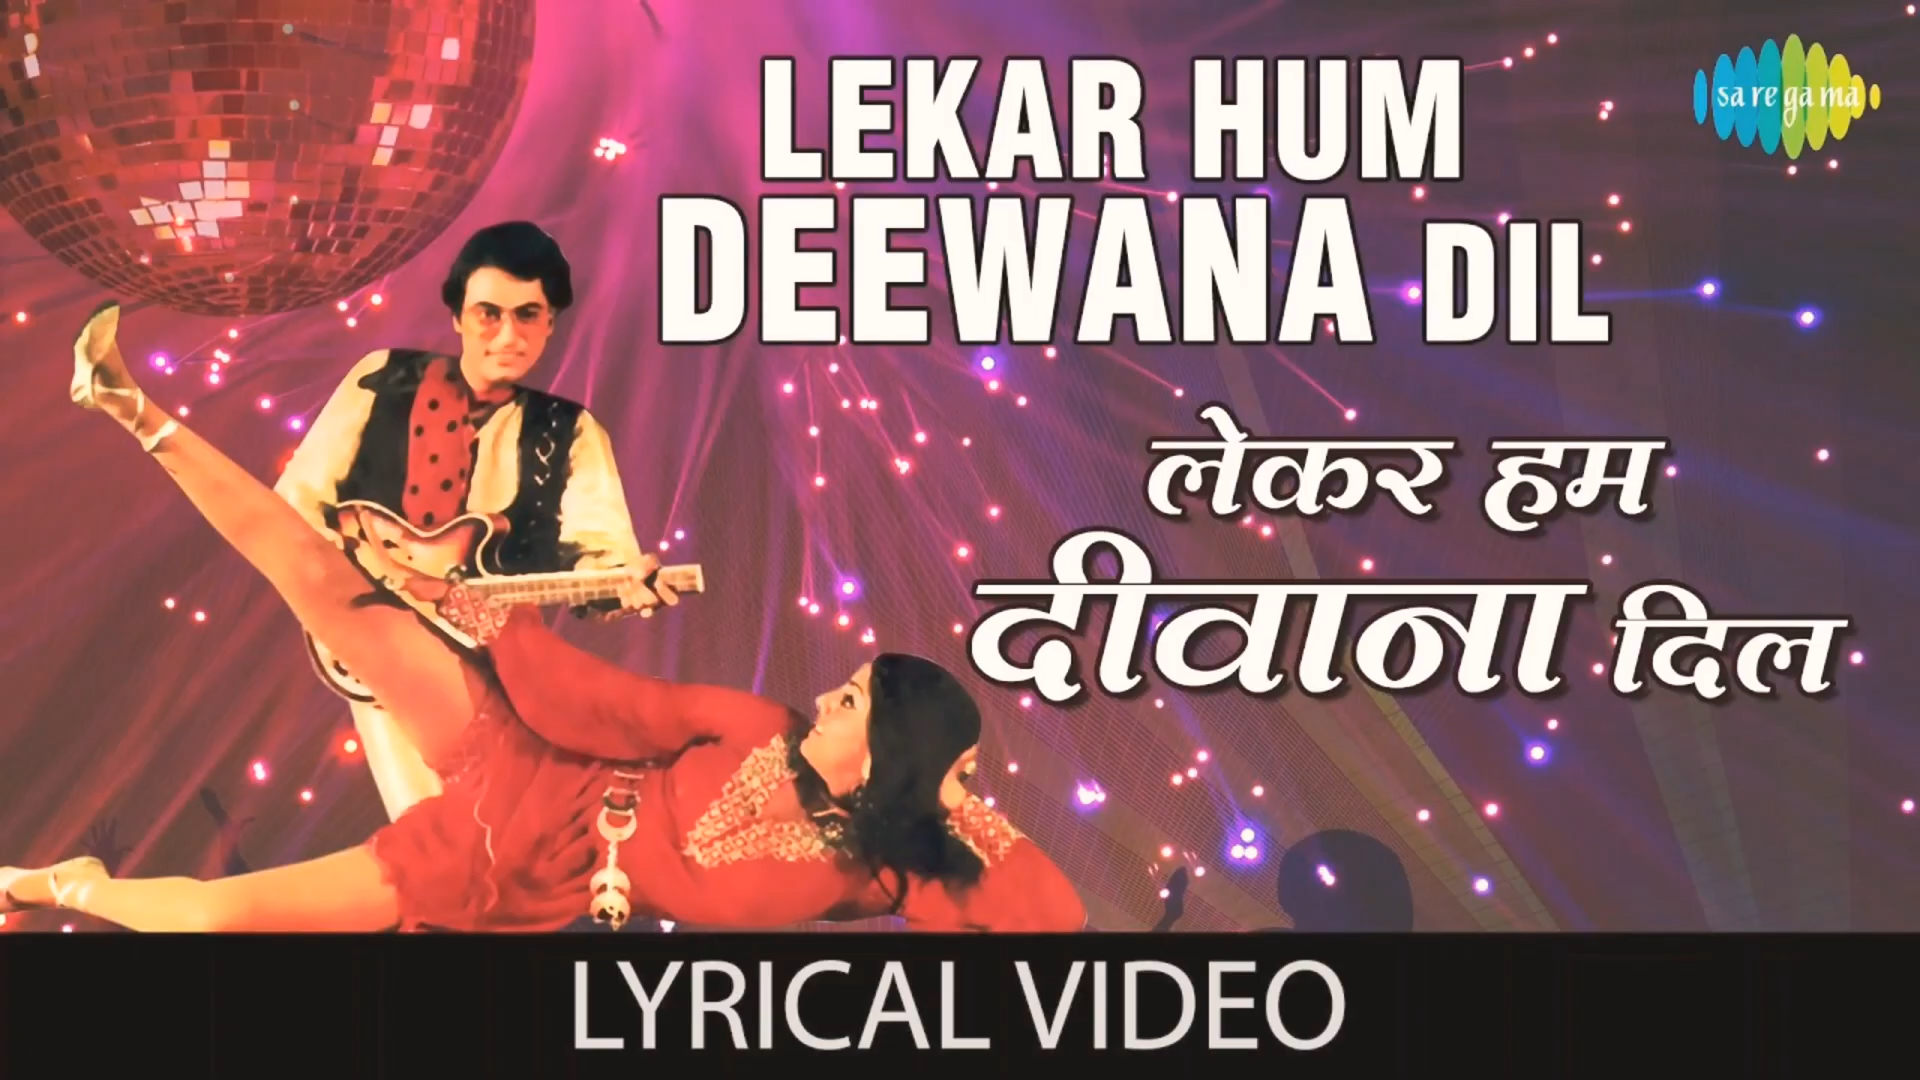 LEKAR HUM
DEEWANA DIL
sa re ga ma
लेकर हम
दीवाना दिल
LYRICAL VIDEO